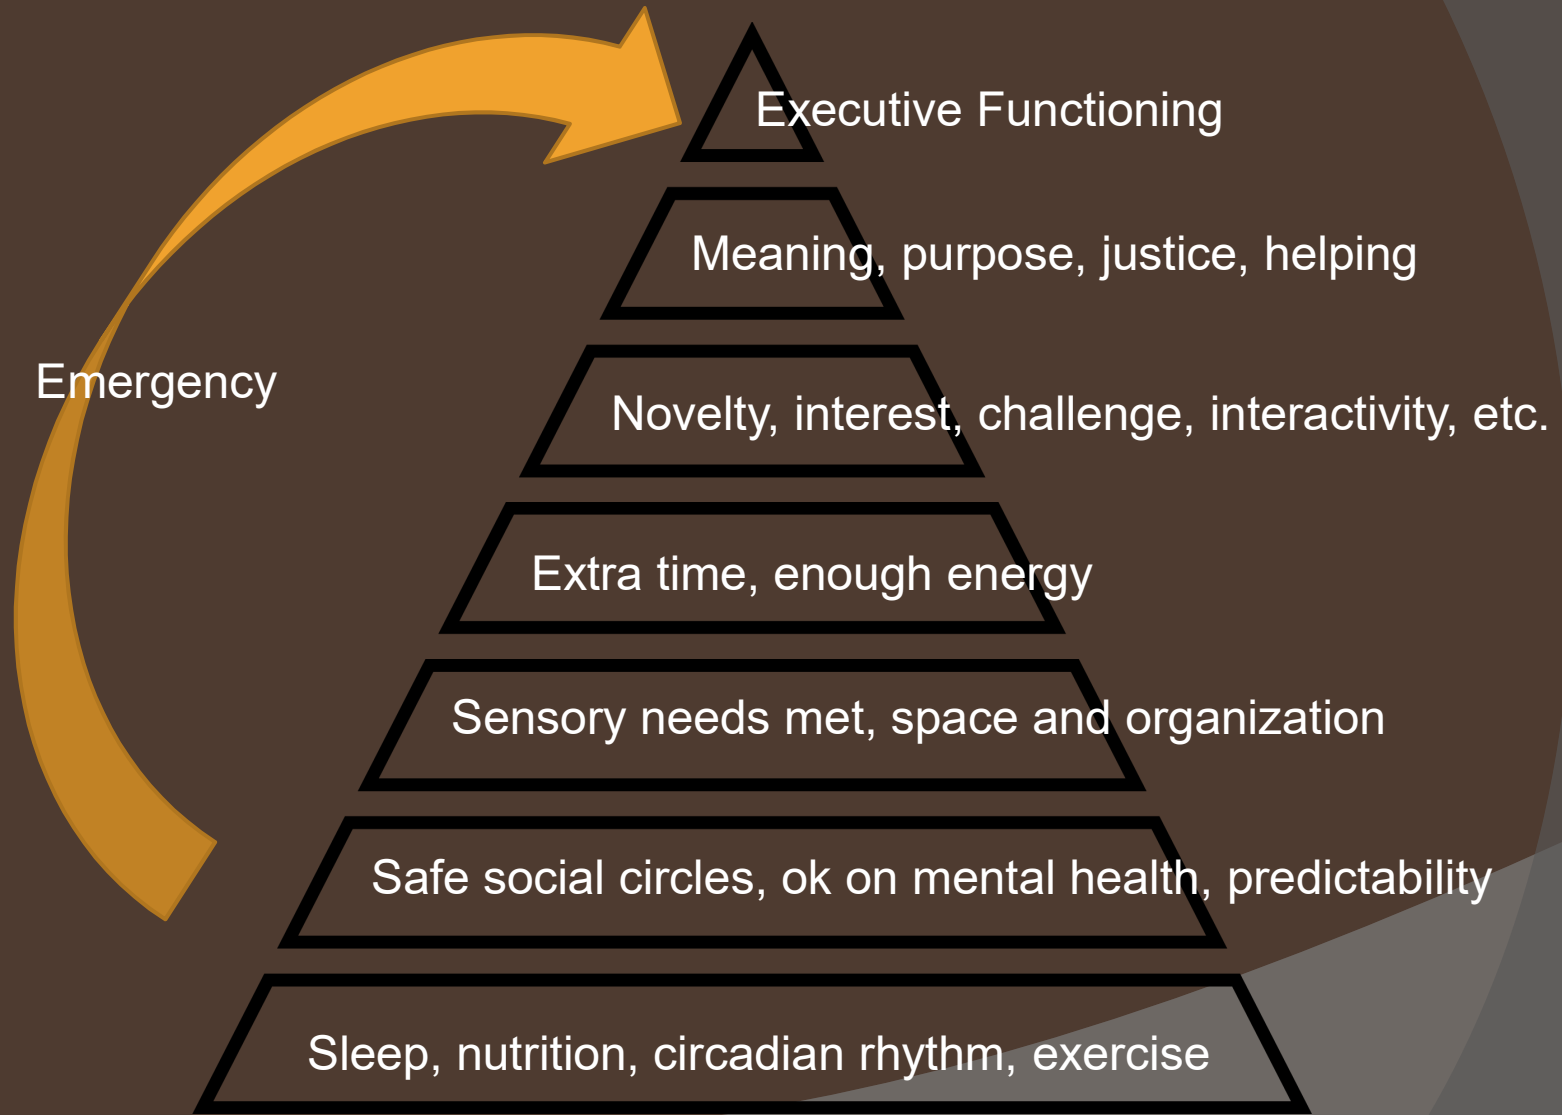 Executive Functioning
Meaning, purpose, justice, helping
Emergency
Novelty, interest, challenge, interactivity, etc.
Extra time, enough energy
Sensory needs met, space and organization
Safe social circles, ok on mental health, predictability
Sleep, nutrition, circadian rhythm, exercise